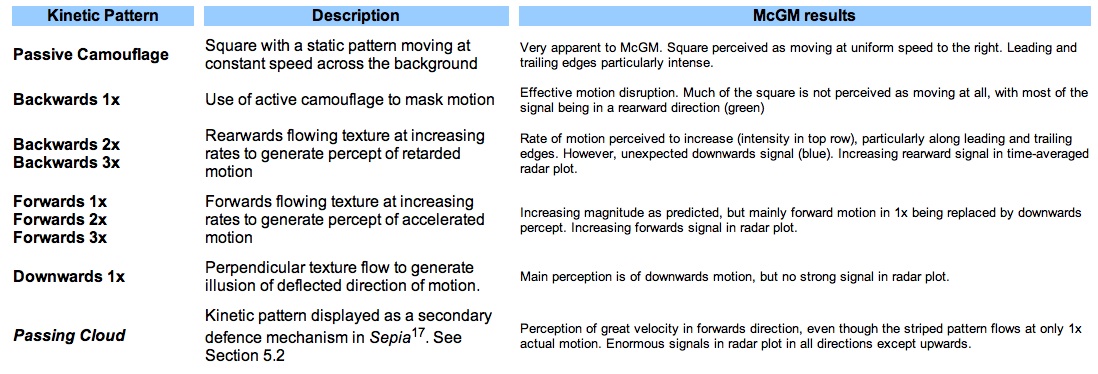 Kinetic Pattern Description McGM results
Passive Camouflage
Square with a static pattern moving at
constant speed across the background
Very apparent to McGM. Square perceived as moving at uniform speed to the right. Leading and
trailing edges particularly intense.
Backwards 1x
Use of active camouflage to mask motion
Effective motion disruption. Much of the square is not perceived as moving at all, with most of the
signal being in a rearward direction (green)
Backwards 2x
Backwards 3x
Rearwards flowing texture at increasing
rates to generate percept of retarded
motion
Rate of motion perceived to increase (intensity in top row), particularly along leading and trailing
edges. However, unexpected downwards signal (blue). Increasing rearward signal in time-averaged
radar plot.
Forwards 1x
Forwards 2x
Forwards 3x
Forwards flowing texture at increasing
rates to generate percept of accelerated
motion
Increasing magnitude as predicted, but mainly forward motion in 1x being replaced by downwards
percept. Increasing forwards signal in radar plot.
Downwards 1x
Perpendicular texture flow to generate
illusion of deflected direction of motion.
Main perception is of downwards motion, but no strong signal in radar plot.
Passing Cloud
Kinetic pattern displayed as a secondary
defence mechanism in Sepia17. See
Section 5.2
Perception of great velocity in forwards direction, even though the striped pattern flows at only 1x
actual motion. Enormous signals in radar plot in all directions except upwards.